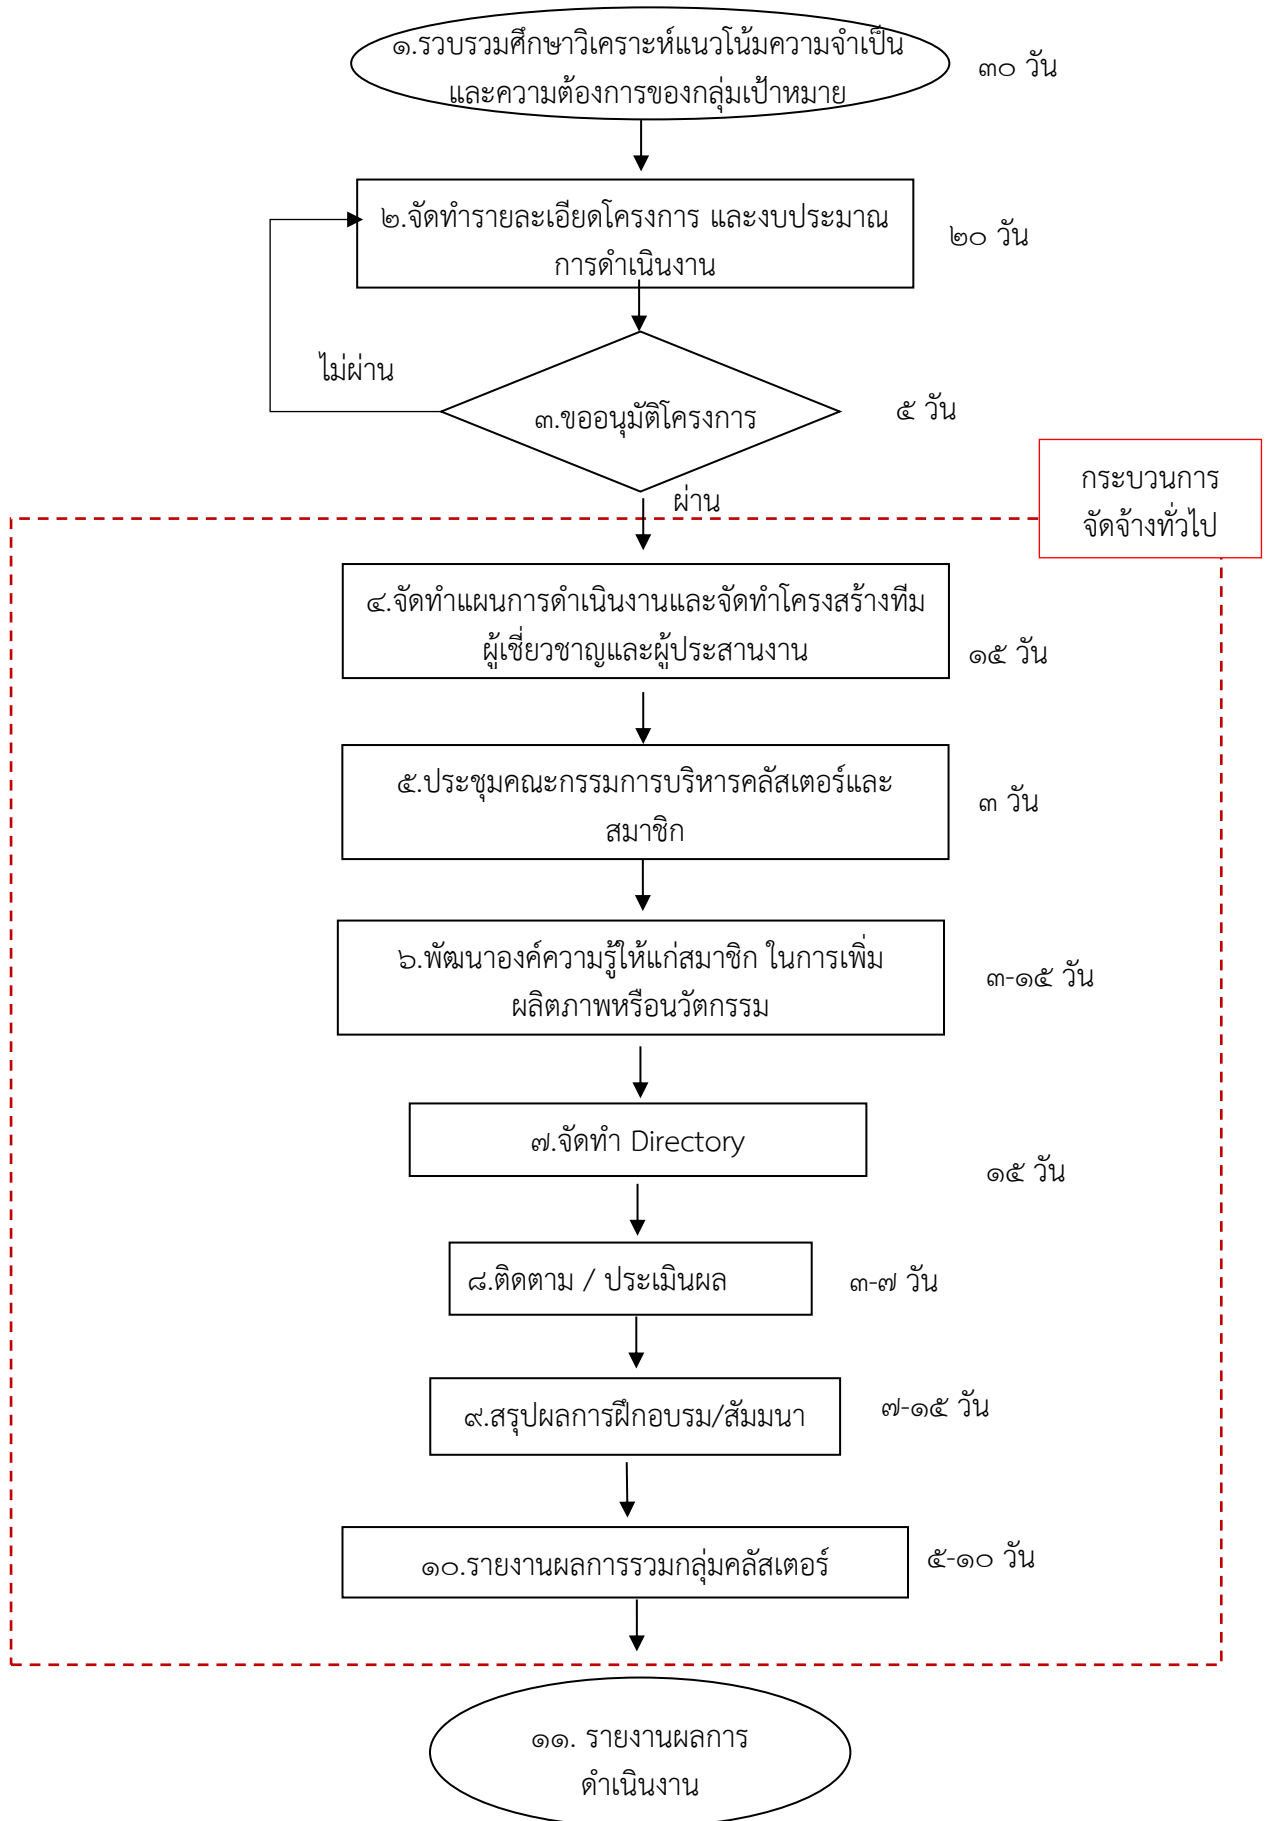 ๑.รวบรวมศึกษาวิเคราะห์แนวโน้มความจำเป็น
และความต้องการของกลุ่มเป้าหมาย
๓๐ วัน
๒.จัดทำรายละเอียดโครงการ และงบประมาณ
การดำเนินงาน
๒๐ วัน
ไม่ผ่าน
๓.ขออนุมัติโครงการ
๕ วัน
ผ่าน
กระบวนการ
จัดจ้างทั่วไป
๔.จัดทำแผนการดำเนินงานและจัดทำโครงสร้างทีม
ผู้เชี่ยวชาญและผู้ประสานงาน
๑๕ วัน
๕.ประชุมคณะกรรมการบริหารคลัสเตอร์และ
สมาชิก
๓ วัน
๖.พัฒนาองค์ความรู้ให้แก่สมาชิก ในการเพิ่ม
ผลิตภาพหรือนวัตกรรม
๓-๑๕ วัน
๗.จัดทำ Directory
๑๕ วัน
๘.ติดตาม / ประเมินผล
๓-๗ วัน
๙.สรุปผลการฝึกอบรม/สัมมนา
๗-๑๕ วัน
๑๐.รายงานผลการรวมกลุ่มคลัสเตอร์
๕-๑๐ วัน
๑๑. รายงานผลการ
ดำเนินงาน